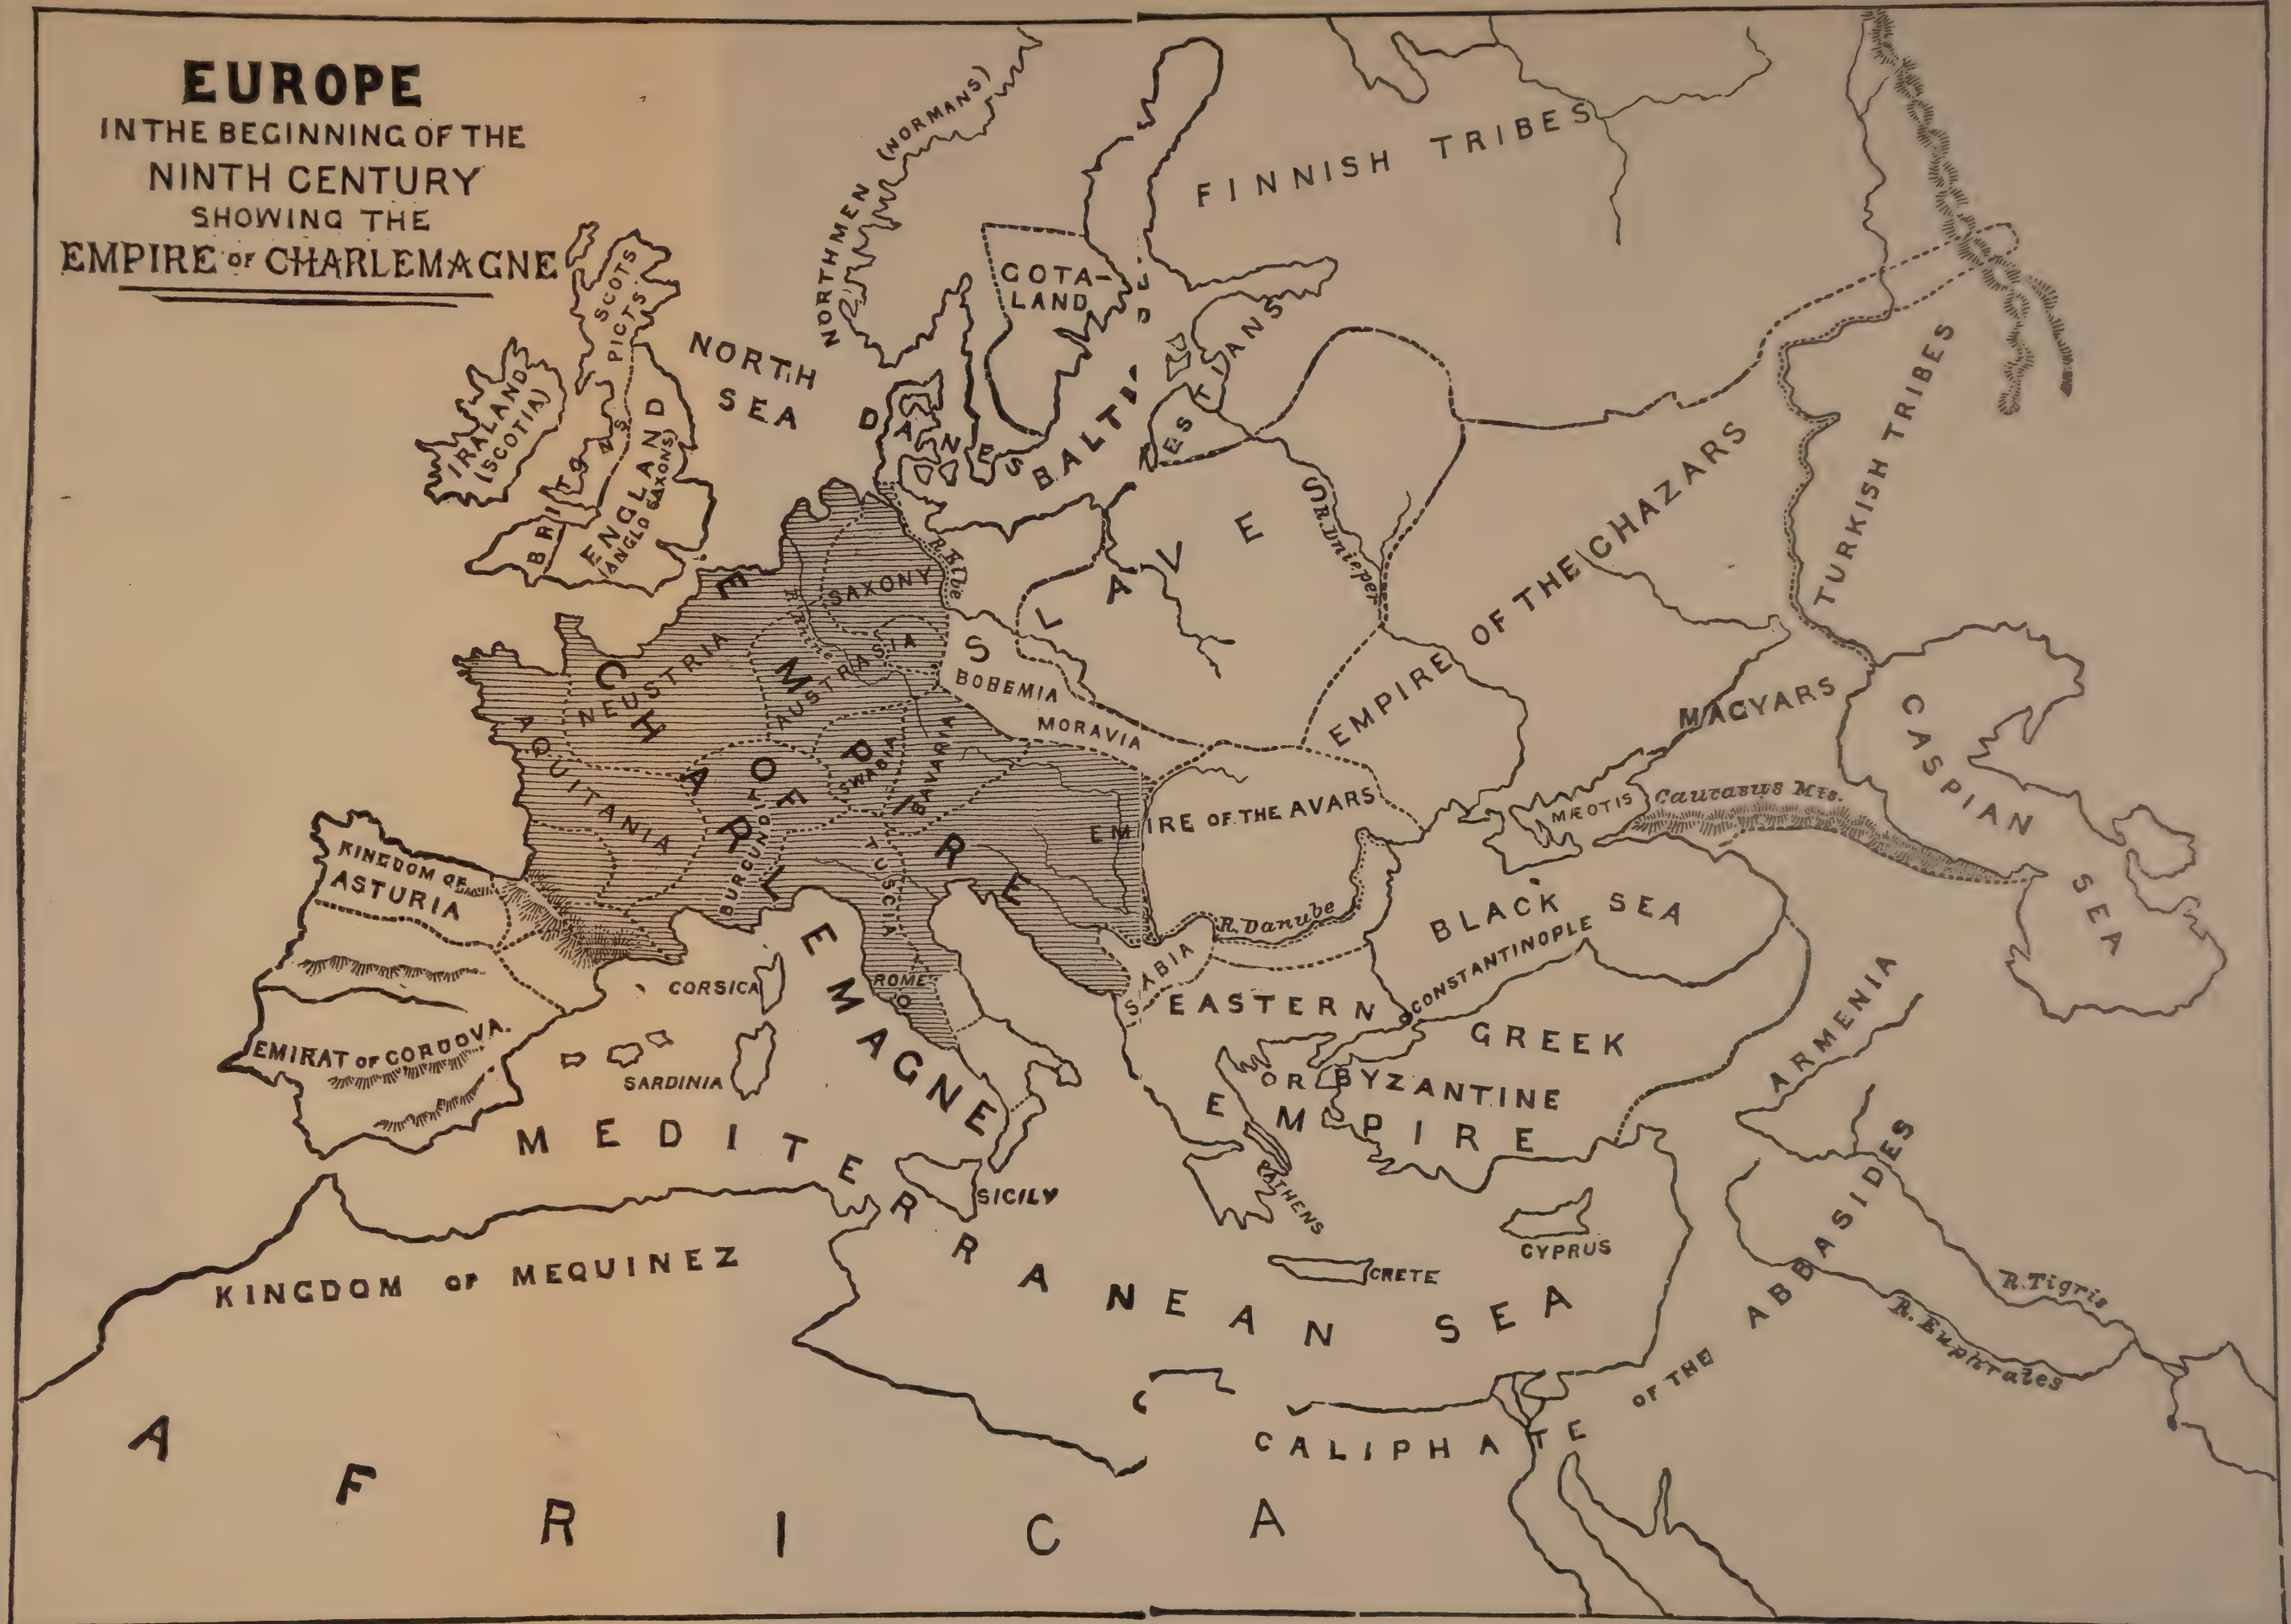 EUROPE
IN THE BEGINNING OF THE
NINTH CENTURY
SHOWING THE
EMPIRE OF CHARLEMAGNE
(NORMANS)
NORTHMEN
FINNISH TRIBES
GOTA-
LAND
SCOTS
PICTS
NORTH
SEA
IRALAND
(SCOTIA)
BRITONS
ENGLAND
(ANGLO SAXONS)
DANES
BALTIC
ESTIANS
TURKISH TRIBES
SLAVE
R. Dnieper
EMPIRE OF THE CHAZARS
R. Elbe
SAXONY
R. Rhine
EMPIRE
OF
CHARLEMAGNE
NEUSTRIA
AUSTRASIA
BOHEMIA
MORAVIA
MAGYARS
CASPIAN SEA
AQUITANIA
SWABIA
BAVARIA
BURGUNDIA
TUSCIA
EMPIRE OF THE AVARS
MÆOTIS
Caucasus Mts.
KINGDOM OF
ASTURIA
R. Danube
BLACK SEA
CONSTANTINOPLE
SARBIA
CORSICA
ROME
EASTERN
GREEK
OR BYZANTINE
EMPIRE
ARMENIA
EMIRAT OF CORDOVA
SARDINIA
MEDITERRANEAN SEA
SICILY
ATHENS
CYPRUS
CRETE
KINGDOM OF MEQUINEZ
R. Tigris
R. Euphrates
CALIPHATE OF THE ABBASIDES
AFRICA